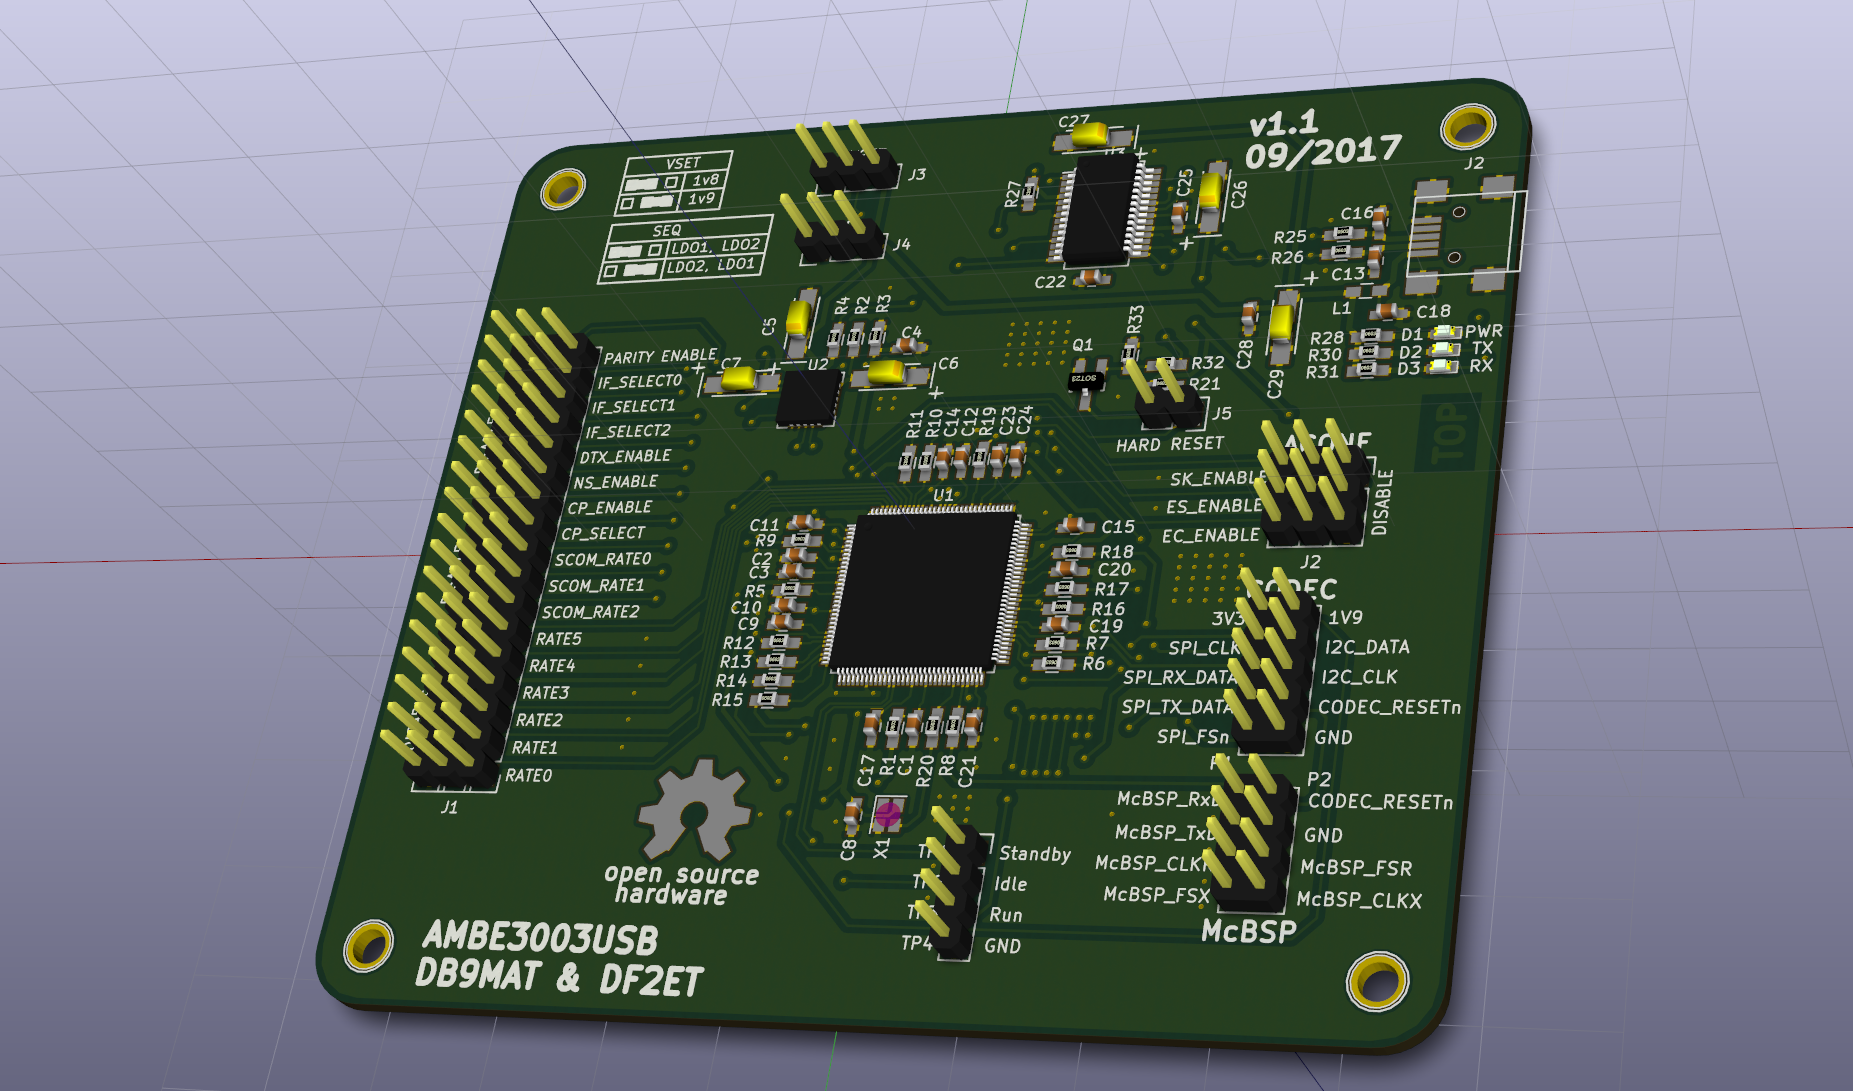 v1.1
09/2017
VSET
1v8
1v9
SEQ
LDO1, LDO2
LDO2, LDO1
J3
J4
C27
R27
C25
C26
C22
J2
C16
R25
R26
C13
L1
C18
C28
C29
R28 D1 PWR
R30 D2 TX
R31 D3 RX
TOP
C5
R4
R2
R3
C4
C7
U2
C6
Q1
R33
R32
R21
J5
HARD RESET
PARITY ENABLE
IF_SELECT0
IF_SELECT1
IF_SELECT2
DTX_ENABLE
NS_ENABLE
CP_ENABLE
CP_SELECT
SCOM_RATE0
SCOM_RATE1
SCOM_RATE2
RATE5
RATE4
RATE3
RATE2
RATE1
RATE0
J1
R11
R10
C14
C12
R19
C23
C24
U1
C11
R9
C2
C3
R5
C10
C9
R12
R13
R14
R15
C15
R18
C20
R17
R16
C19
R7
R6
C17
R1
C1
R20
R8
C21
C8
X1
SOT23
SK_ENABLE
ES_ENABLE
EC_ENABLE
DISABLE
J2
CODEC
3V3 1V9
SPI_CLK I2C_DATA
SPI_RX_DATA I2C_CLK
SPI_TX_DATA CODEC_RESETn
SPI_FSn GND
P2
McBSP_RxD CODEC_RESETn
McBSP_TxD GND
McBSP_CLKR McBSP_FSR
McBSP_FSX McBSP_CLKX
McBSP
Standby
Idle
Run
TP4 GND
open source
hardware
AMBE3003USB
DB9MAT & DF2ET